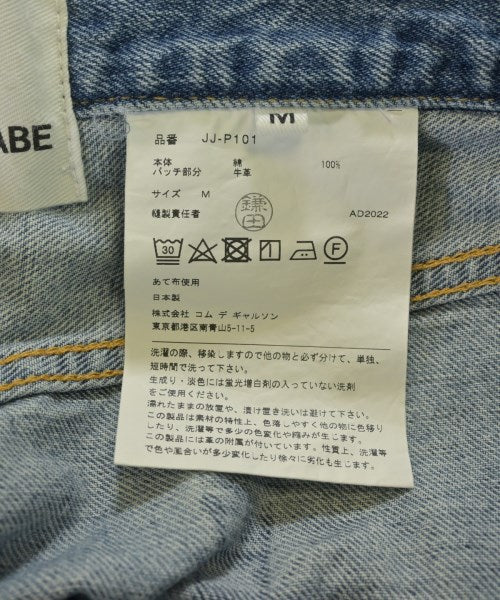 ABE
M
品番 JJ-P101
本体 綿 100%
パッチ部分 牛革
サイズ M
縫製責任者 鎌田 AD2022
30 F
あて布使用
日本製
株式会社 コム デ ギャルソン
東京都港区南青山5-11-5
洗濯の際、移染しますので他の物と必ず分けて、単独、
短時間で洗って下さい。
生成り・淡色には蛍光増白剤の入っていない洗剤
をご使用ください。
濡れたままの放置や、漬け置き洗いは避けて下さい。
この製品は素材の特性上、色落しやすく他の物に色移り
したり、洗濯等で多少の色変化や縮みが生じます。
この製品には革の附属が付いています。性質上、洗濯等
で色や風合いが多少変化したり徐々に劣化も生じます。